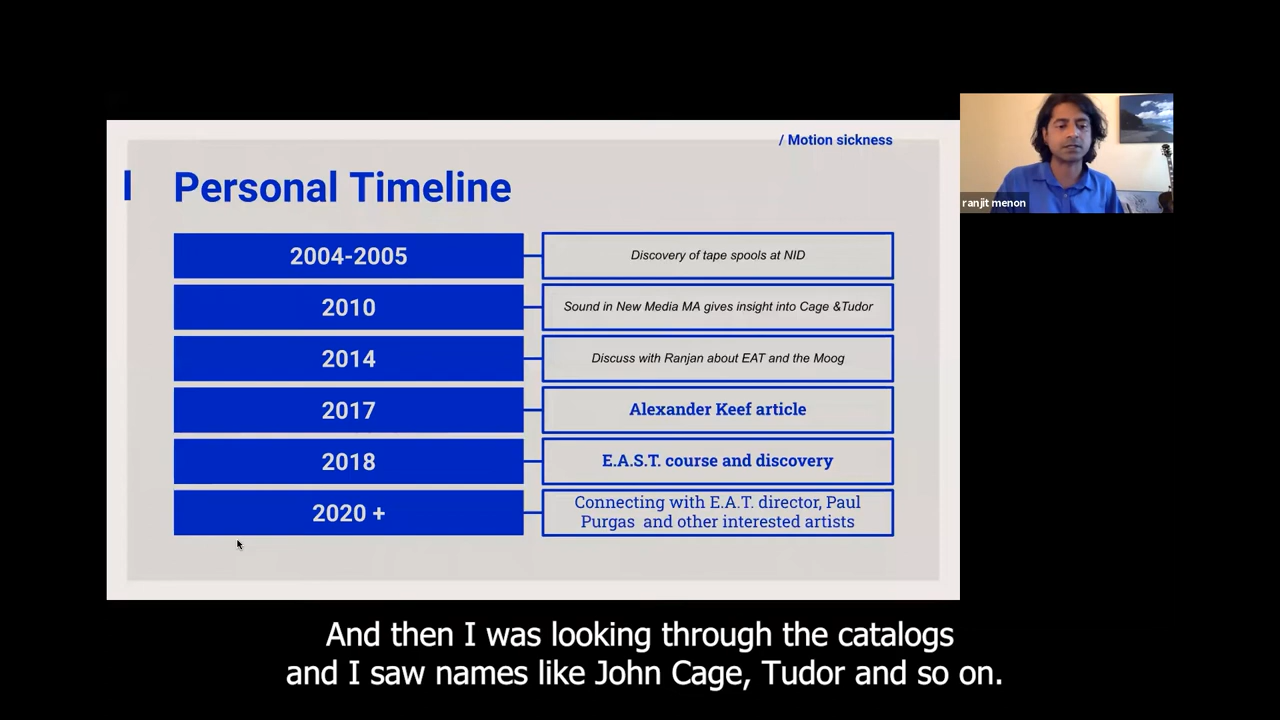 / Motion sickness
Personal Timeline
2004-2005
Discovery of tape spools at NID
2010
Sound in New Media MA gives insight into Cage &Tudor
2014
Discuss with Ranjan about EAT and the Moog
2017
Alexander Keef article
2018
E.A.S.T. course and discovery
2020 +
Connecting with E.A.T. director, Paul
Purgas and other interested artists
ranjit menon
And then I was looking through the catalogs
and I saw names like John Cage, Tudor and so on.